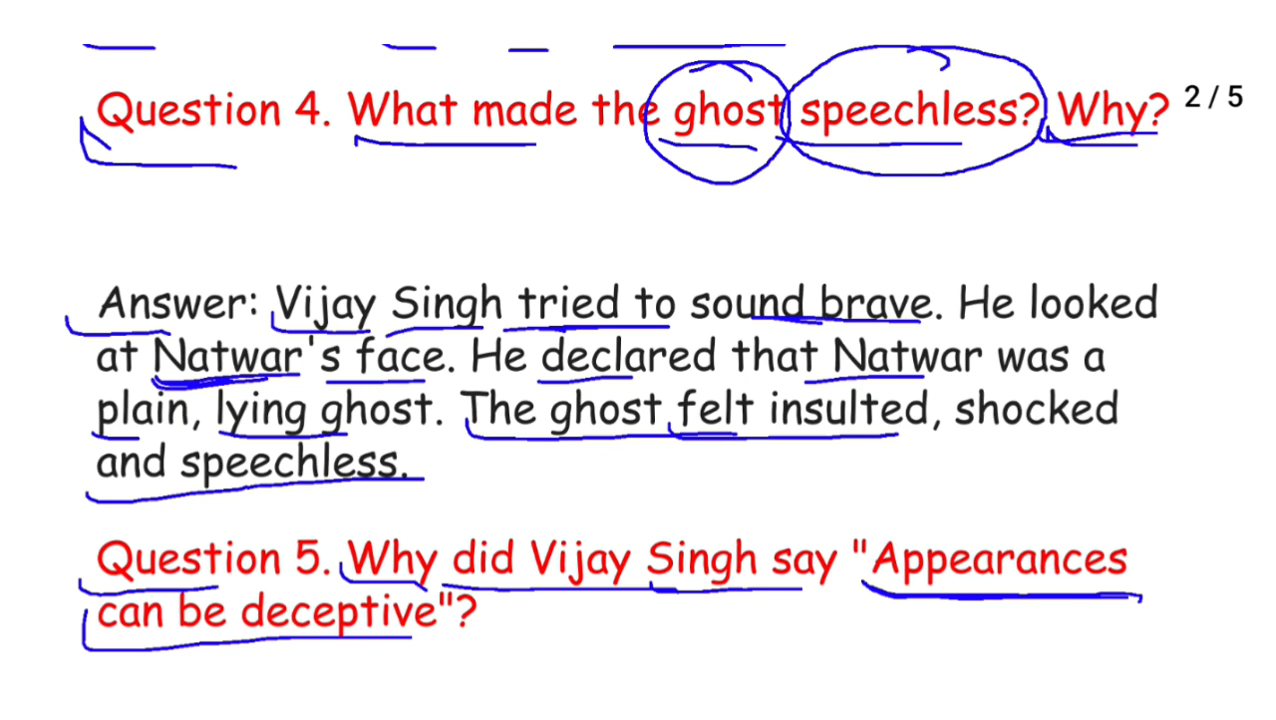 Question 4. What made the ghost speechless? Why? 2/5
Answer: Vijay Singh tried to sound brave. He looked
at Natwar's face. He declared that Natwar was a
plain, lying ghost. The ghost felt insulted, shocked
and speechless.
Question 5. Why did Vijay Singh say "Appearances
can be deceptive"?